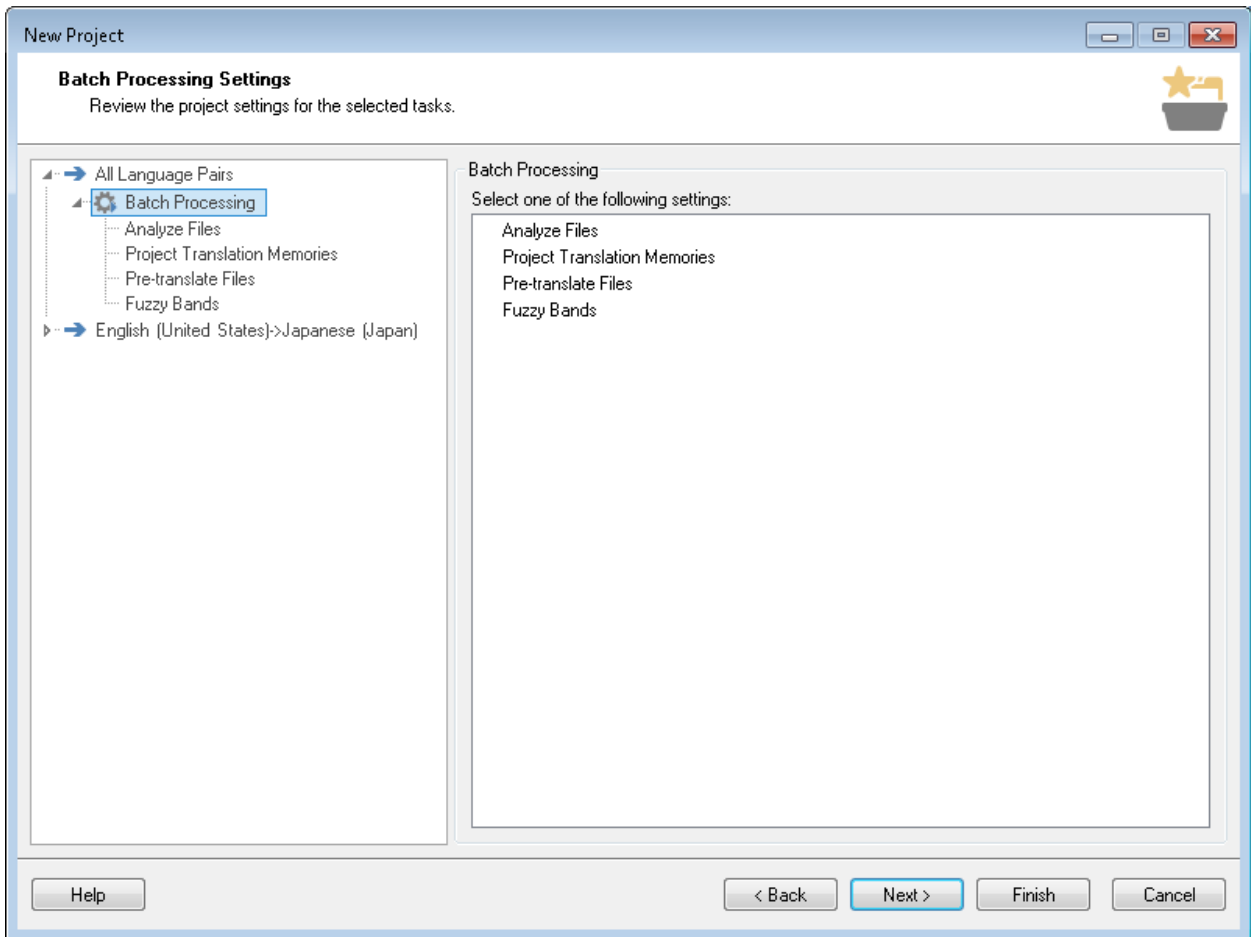 New Project
Batch Processing Settings
Review the project settings for the selected tasks.
All Language Pairs
Batch Processing
Analyze Files
Project Translation Memories
Pre-translate Files
Fuzzy Bands
English (United States)->Japanese (Japan)
Batch Processing
Select one of the following settings:
Analyze Files
Project Translation Memories
Pre-translate Files
Fuzzy Bands
Help
< Back
Next >
Finish
Cancel